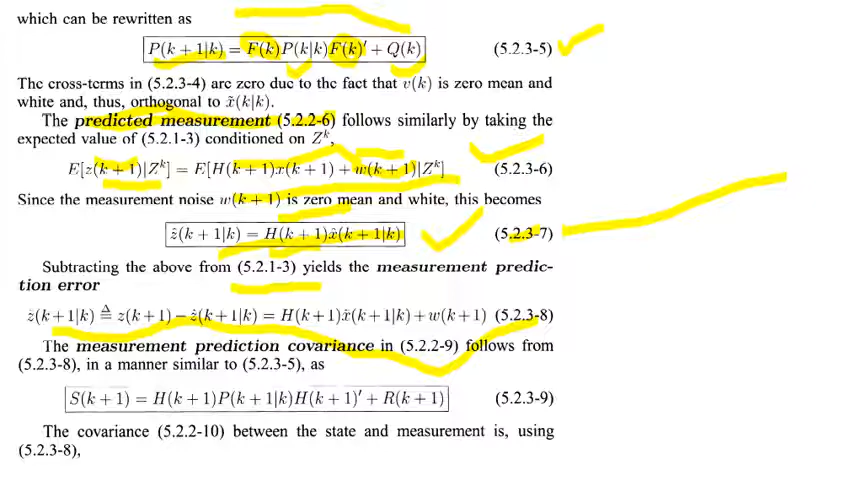 which can be rewritten as
P(k + 1|k) = F(k)P(k|k)F(k)′ + Q(k) (5.2.3-5)
The cross-terms in (5.2.3-4) are zero due to the fact that v(k) is zero mean and
white and, thus, orthogonal to x̃(k|k).
The predicted measurement (5.2.2-6) follows similarly by taking the
expected value of (5.2.1-3) conditioned on Zᵏ,
E[z(k + 1)|Zᵏ] = E[H(k + 1)x(k + 1) + w(k + 1)|Zᵏ] (5.2.3-6)
Since the measurement noise w(k + 1) is zero mean and white, this becomes
ẑ(k + 1|k) = H(k + 1)x̂(k + 1|k) (5.2.3-7)
Subtracting the above from (5.2.1-3) yields the measurement predic-
tion error
z̃(k + 1|k) ≜ z(k + 1) − ẑ(k + 1|k) = H(k + 1)x̃(k + 1|k) + w(k + 1) (5.2.3-8)
The measurement prediction covariance in (5.2.2-9) follows from
(5.2.3-8), in a manner similar to (5.2.3-5), as
S(k + 1) = H(k + 1)P(k + 1|k)H(k + 1)′ + R(k + 1) (5.2.3-9)
The covariance (5.2.2-10) between the state and measurement is, using
(5.2.3-8),